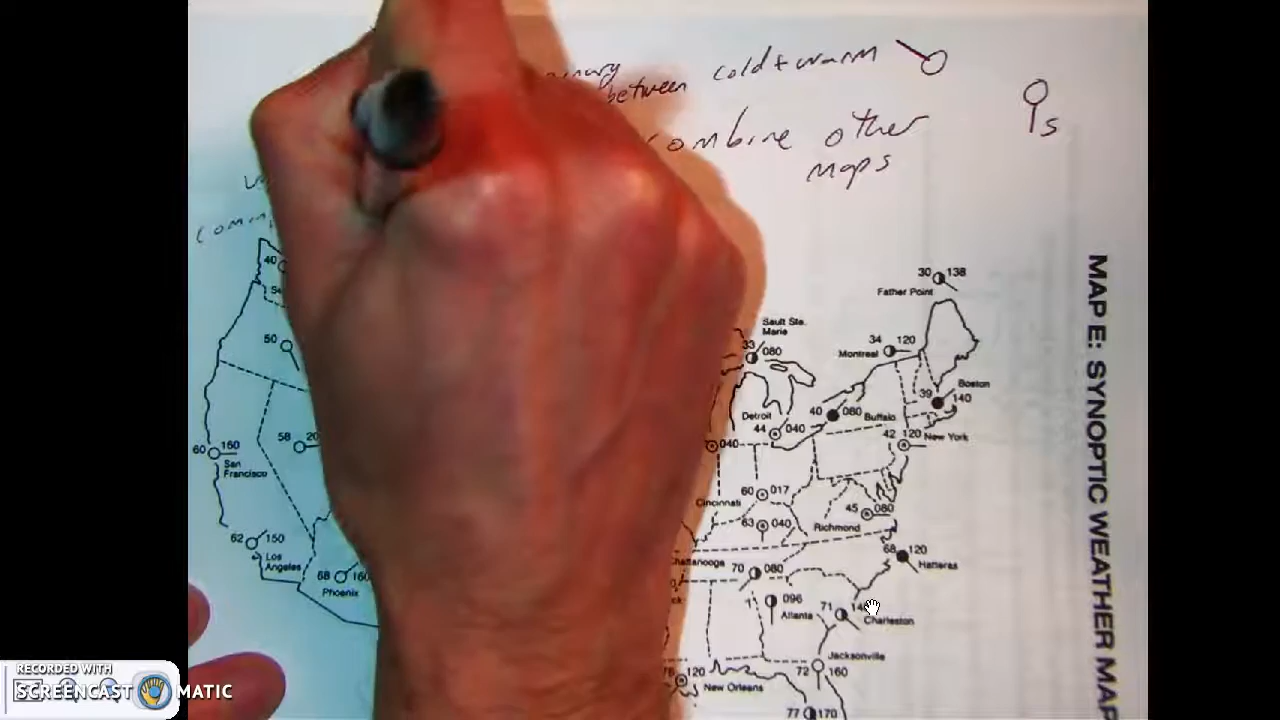 between cold + warm
combine other
maps
s
MAP E: SYNOPTIC WEATHER MAP
30 138
Father Point
40
Sault Ste.
Marie
33 080
34 120
Montreal
50
Boston
39 140
Detroit
44 040
40 080 Buffalo
42 120 New York
040
60 160
San
Francisco
58 20
60 017
Cincinnati
63 040
45 080
Richmond
62 150
Los
Angeles
68 120
Hatteras
Chattanooga
70 080
68 160
Phoenix
096
Atlanta
71
Charleston
Jacksonville
72 160
120
New Orleans
77 170
RECORDED WITH
SCREENCAST MATIC